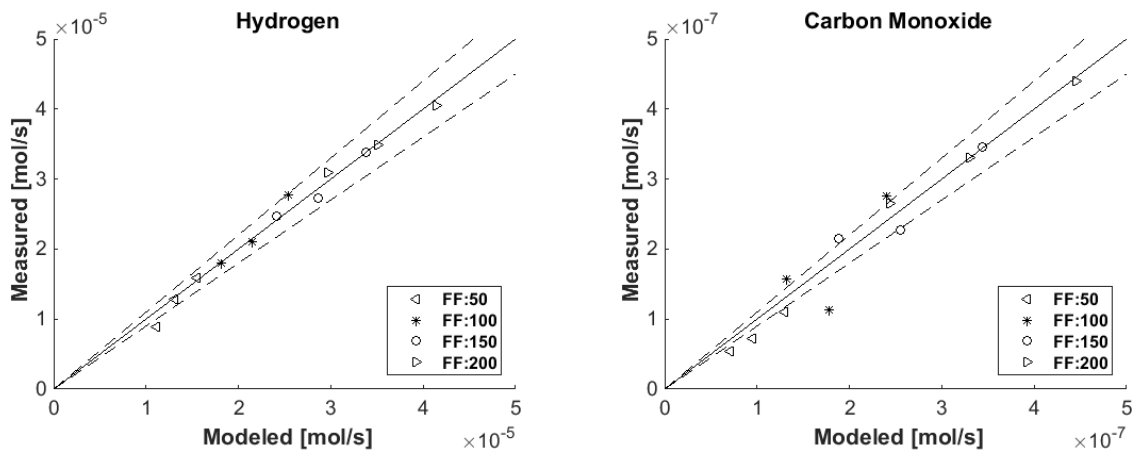 Hydrogen
×10⁻⁵
5
4
3
2
1
0
Measured [mol/s]
FF:50
FF:100
FF:150
FF:200
0 1 2 3 4 5
Modeled [mol/s]
×10⁻⁵
Carbon Monoxide
×10⁻⁷
5
4
3
2
1
0
Measured [mol/s]
FF:50
FF:100
FF:150
FF:200
0 1 2 3 4 5
Modeled [mol/s]
×10⁻⁷